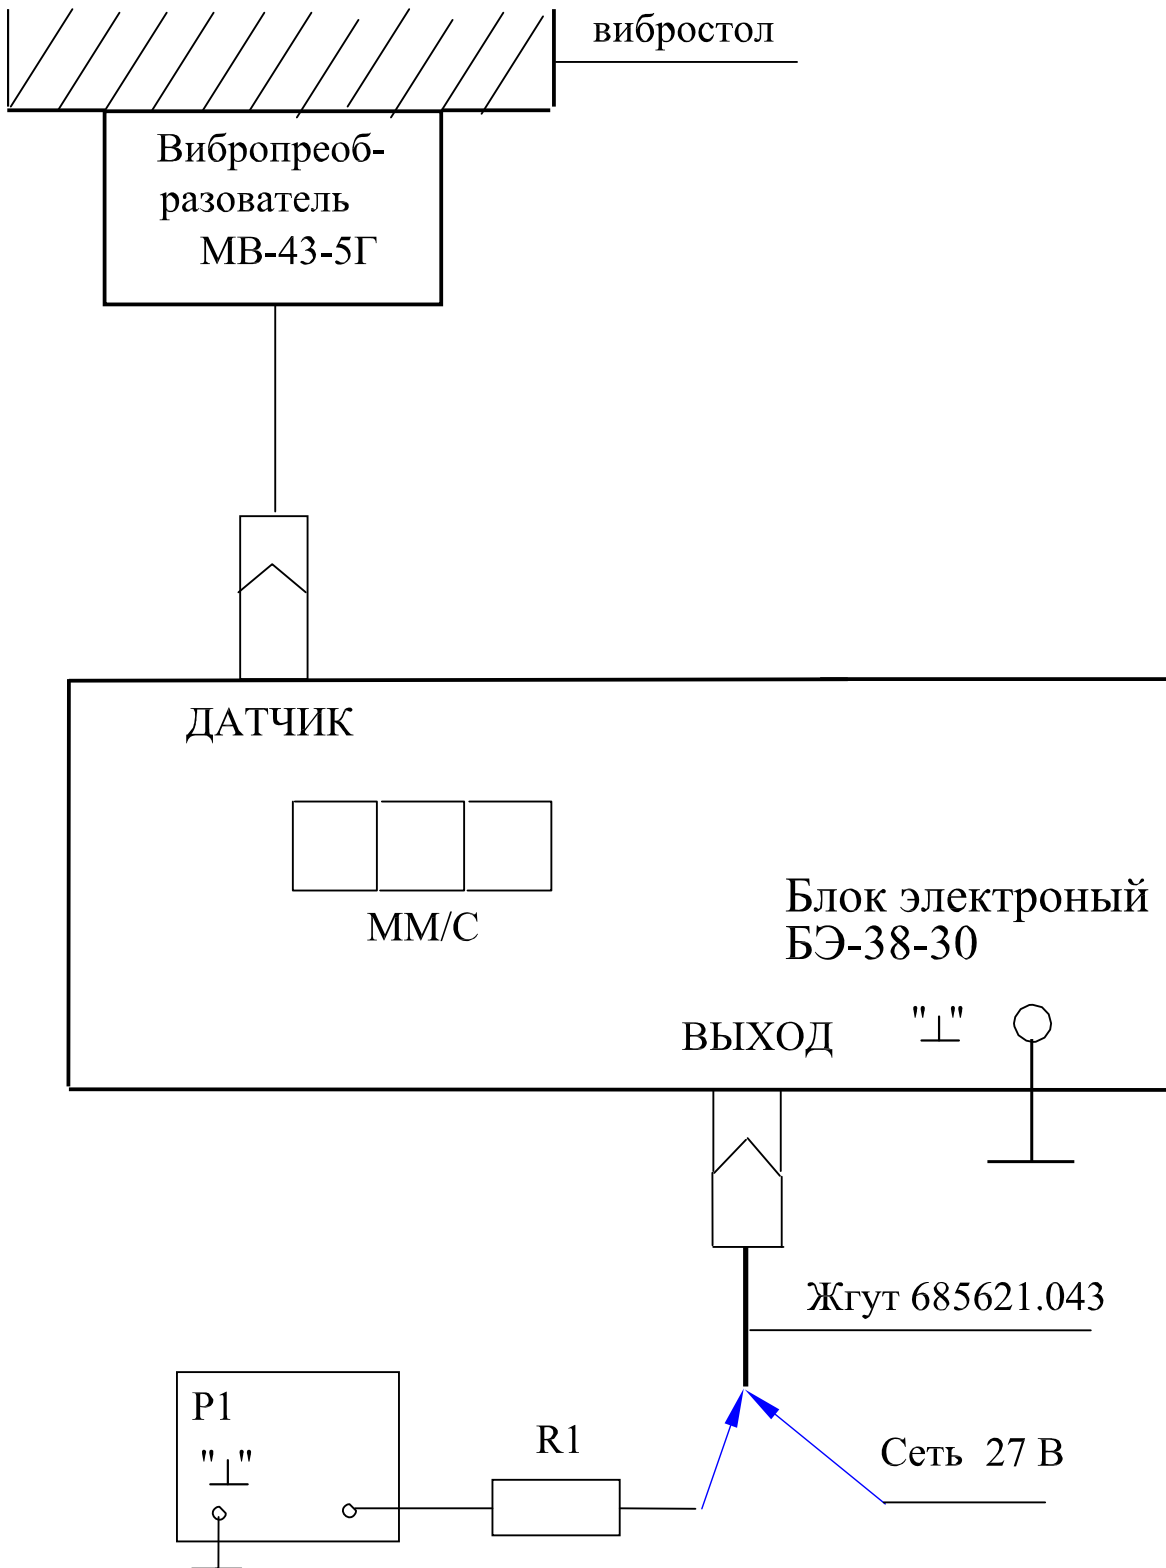 вибростол
Вибропреоб-
разователь
МВ-43-5Г
ДАТЧИК
ММ/С
Блок электроный
БЭ-38-30
ВЫХОД
"⊥"
Жгут 685621.043
Р1
"⊥"
R1
Сеть 27 В